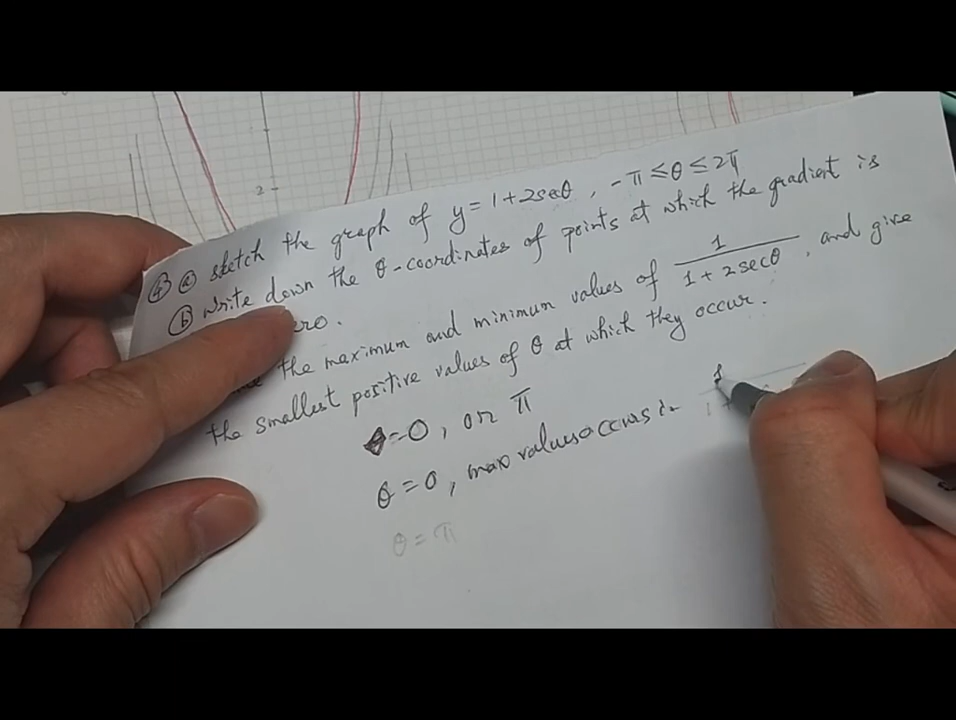 2
④ ⓐ sketch the graph of y = 1 + 2secθ , -π ≤ θ ≤ 2π
ⓑ write down the θ-coordinates of points at which the gradient is
the maximum and minimum values of 1/(1 + 2secθ) , and give
the smallest positive values of θ at which they occur.
θ = 0 , or π
θ = 0 , max values occurs in
θ = π